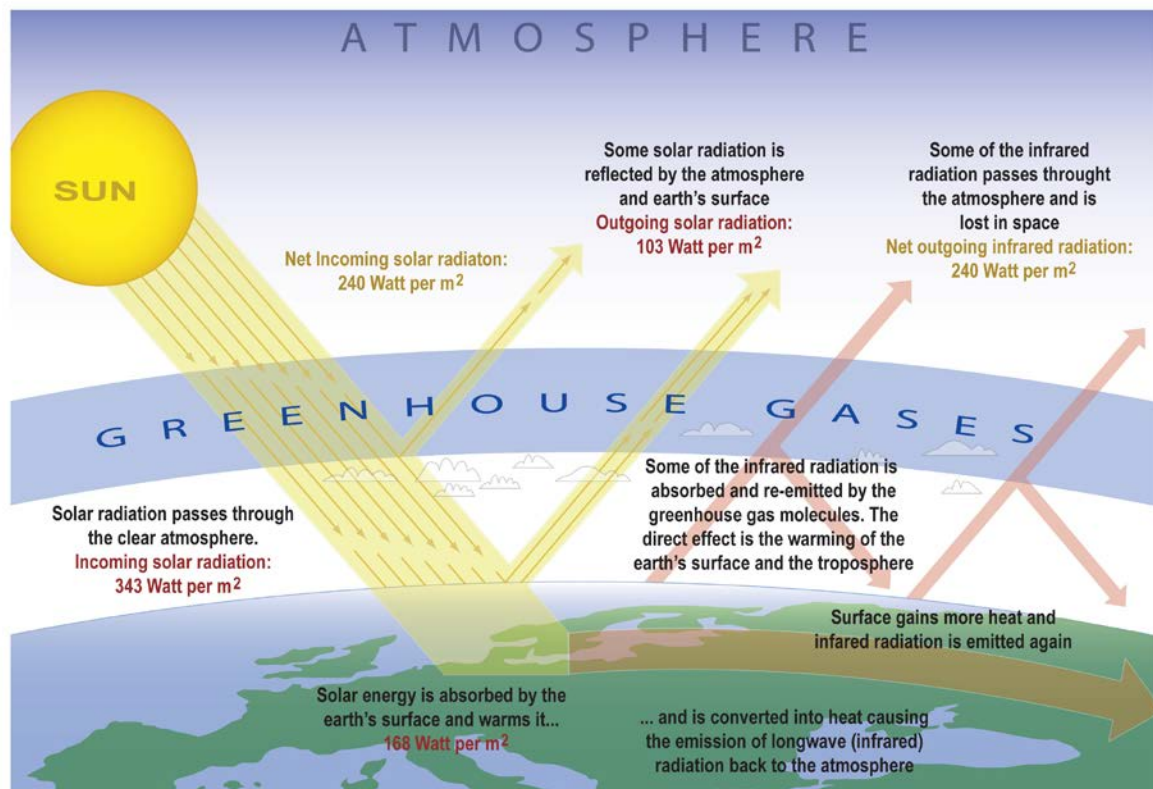 ATMOSPHERE
SUN
Net Incoming solar radiaton:
240 Watt per m²
Some solar radiation is
reflected by the atmosphere
and earth's surface
Outgoing solar radiation:
103 Watt per m²
Some of the infrared
radiation passes throught
the atmosphere and is
lost in space
Net outgoing infrared radiation:
240 Watt per m²
GREENHOUSE GASES
Solar radiation passes through
the clear atmosphere.
Incoming solar radiation:
343 Watt per m²
Some of the infrared radiation is
absorbed and re-emitted by the
greenhouse gas molecules. The
direct effect is the warming of the
earth's surface and the troposphere
Surface gains more heat and
infared radiation is emitted again
Solar energy is absorbed by the
earth's surface and warms it...
168 Watt per m²
... and is converted into heat causing
the emission of longwave (infrared)
radiation back to the atmosphere